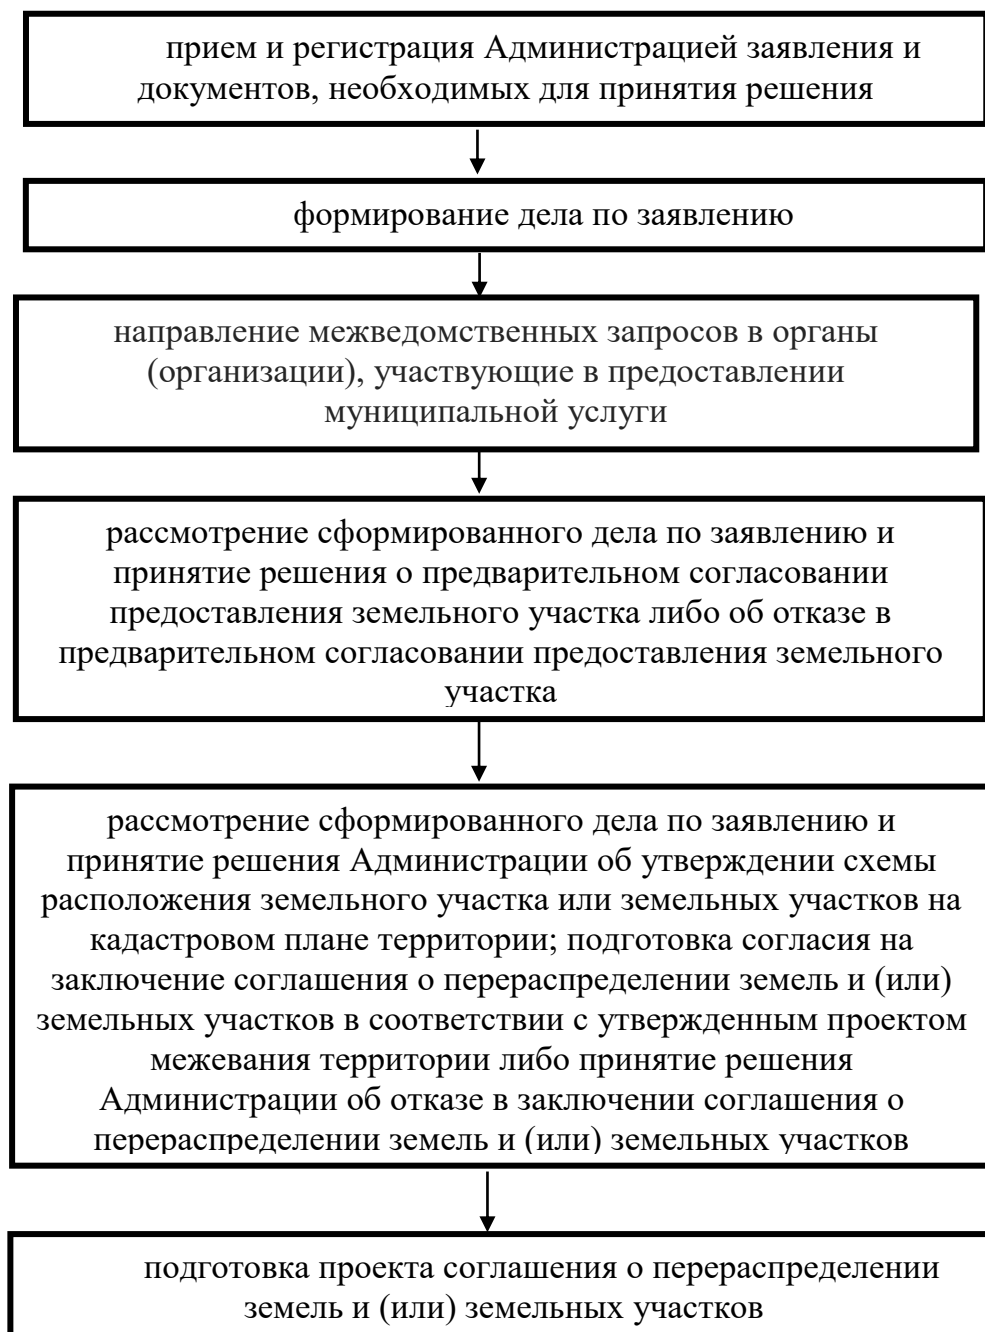 прием и регистрация Администрацией заявления и
документов, необходимых для принятия решения
формирование дела по заявлению
направление межведомственных запросов в органы
(организации), участвующие в предоставлении
муниципальной услуги
рассмотрение сформированного дела по заявлению и
принятие решения о предварительном согласовании
предоставления земельного участка либо об отказе в
предварительном согласовании предоставления земельного
участка
рассмотрение сформированного дела по заявлению и
принятие решения Администрации об утверждении схемы
расположения земельного участка или земельных участков на
кадастровом плане территории; подготовка согласия на
заключение соглашения о перераспределении земель и (или)
земельных участков в соответствии с утвержденным проектом
межевания территории либо принятие решения
Администрации об отказе в заключении соглашения о
перераспределении земель и (или) земельных участков
подготовка проекта соглашения о перераспределении
земель и (или) земельных участков